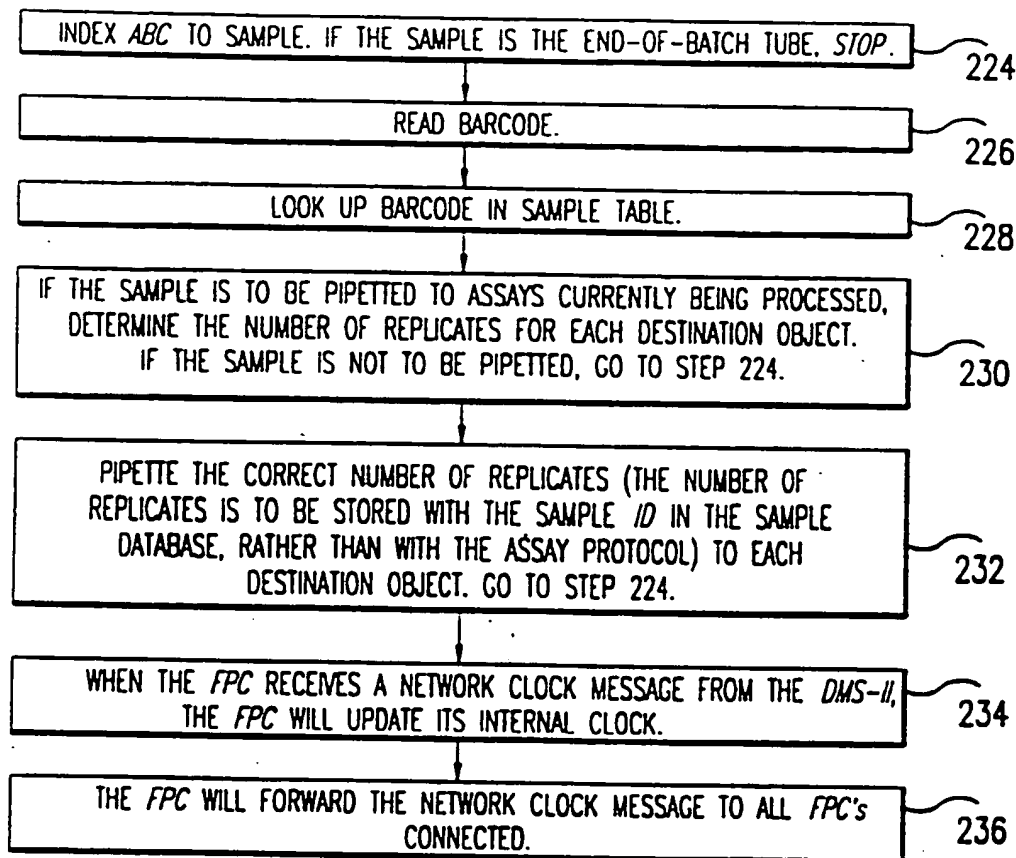 INDEX ABC TO SAMPLE. IF THE SAMPLE IS THE END-OF-BATCH TUBE, STOP.
224
READ BARCODE.
226
LOOK UP BARCODE IN SAMPLE TABLE.
228
IF THE SAMPLE IS TO BE PIPETTED TO ASSAYS CURRENTLY BEING PROCESSED,
DETERMINE THE NUMBER OF REPLICATES FOR EACH DESTINATION OBJECT.
IF THE SAMPLE IS NOT TO BE PIPETTED, GO TO STEP 224.
230
PIPETTE THE CORRECT NUMBER OF REPLICATES (THE NUMBER OF
REPLICATES IS TO BE STORED WITH THE SAMPLE ID IN THE SAMPLE
DATABASE, RATHER THAN WITH THE ASSAY PROTOCOL) TO EACH
DESTINATION OBJECT. GO TO STEP 224.
232
WHEN THE FPC RECEIVES A NETWORK CLOCK MESSAGE FROM THE DMS-II,
THE FPC WILL UPDATE ITS INTERNAL CLOCK.
234
THE FPC WILL FORWARD THE NETWORK CLOCK MESSAGE TO ALL FPC's
CONNECTED.
236